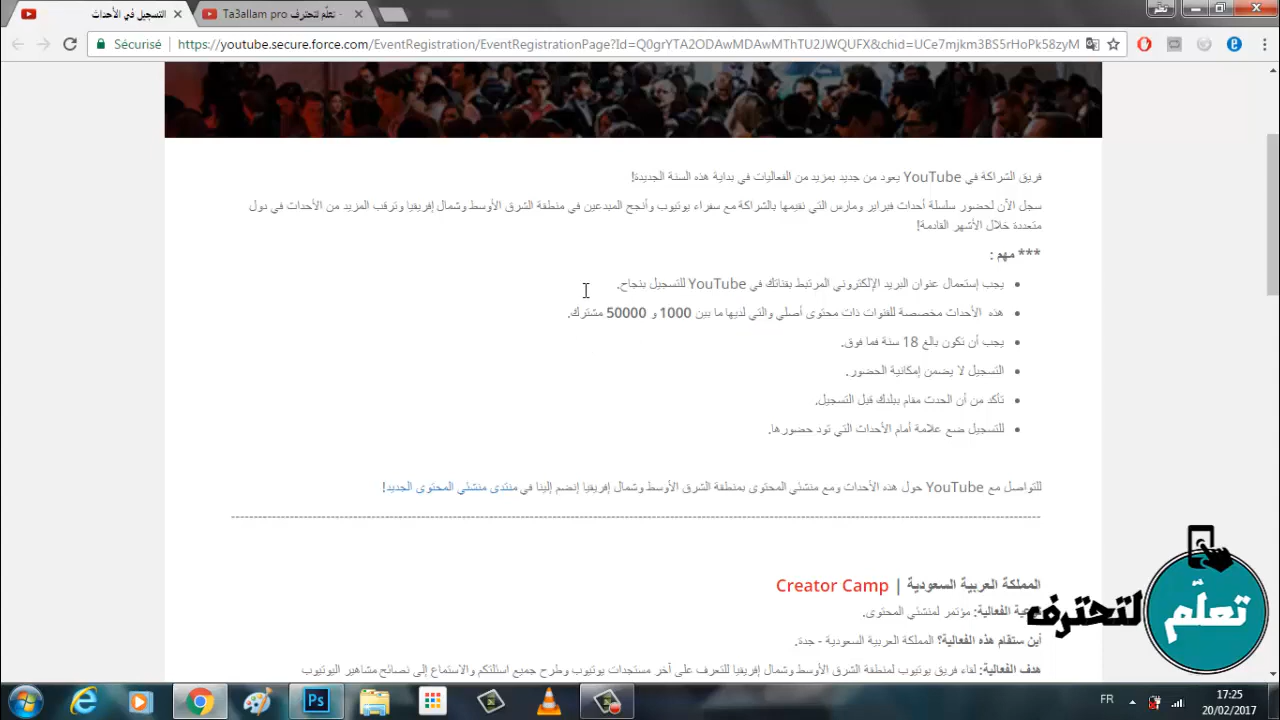 التسجيل في الأحداث
Ta3allam pro تعلّم لتحترف -
تعلّم
Sécurisé
https://youtube.secure.force.com/EventRegistration/EventRegistrationPage?Id=Q0grYTA2ODAwMDAwMThTU2JWQUFX&chid=UCe7mjkm3BS5rHoPk58zyM
فريق الشراكة في YouTube يعود من جديد بمزيد من الفعاليات في بداية هذه السنة الجديدة!
سجل الآن لحضور سلسلة أحداث فبراير ومارس التي نقيمها بالشراكة مع سفراء يوتيوب وأنجح المبدعين في منطقة الشرق الأوسط وشمال إفريقيا وترقب المزيد من الأحداث في دول
متعددة خلال الأشهر القادمة!
*** مهم :
يجب إستعمال عنوان البريد الإلكتروني المرتبط بقناتك في YouTube للتسجيل بنجاح.
هذه الأحداث مخصصة للقنوات ذات محتوى أصلي والتي لديها ما بين 1000 و 50000 مشترك.
يجب أن تكون بالغ 18 سنة فما فوق.
التسجيل لا يضمن إمكانية الحضور.
تأكد من أن الحدث مقام ببلدك قبل التسجيل.
للتسجيل ضع علامة أمام الأحداث التي تود حضورها.
للتواصل مع YouTube حول هذه الأحداث ومع منشئي المحتوى بمنطقة الشرق الأوسط وشمال إفريقيا إنضم إلينا في منتدى منشئي المحتوى الجديد!
المملكة العربية السعودية | Creator Camp
الفعالية: مؤتمر لمنشئي المحتوى.
أين ستقام هذه الفعالية؟ المملكة العربية السعودية - جدة.
هدف الفعالية: لقاء فريق يوتيوب لمنطقة الشرق الأوسط وشمال إفريقيا للتعرف على أخر مستجدات يوتيوب وطرح جميع اسئلتكم والاستماع إلى نصائح مشاهير اليوتيوب
تعلّم
لتحترف
Ps
FR
17:25
20/02/2017